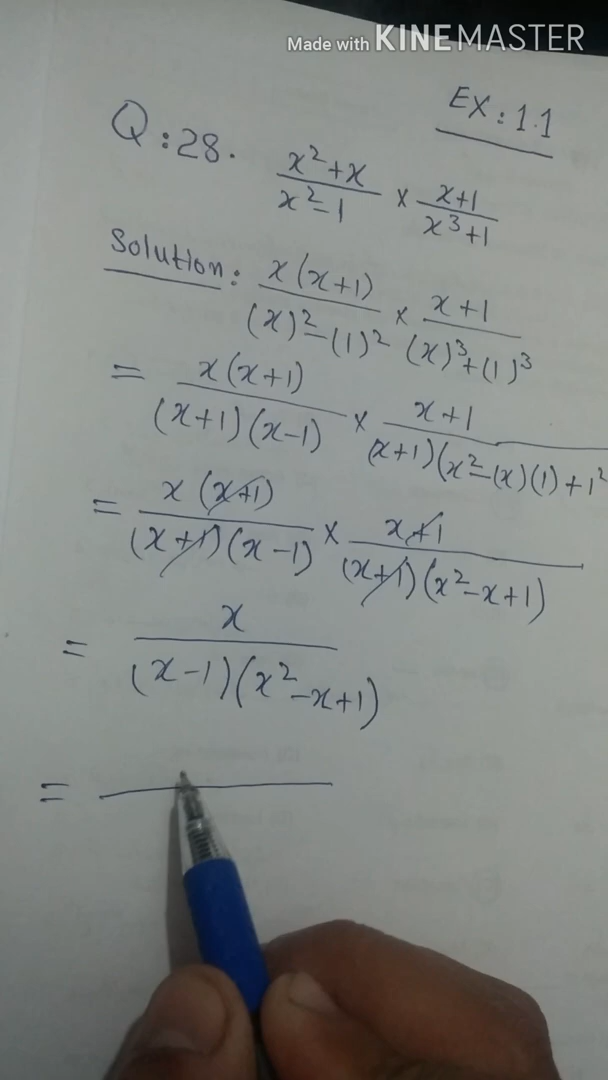 Made with KINEMASTER
EX: 1.1
Q:28. x²+x / x²-1 × x+1 / x³+1
Solution: x(x+1) / (x)²-(1)² × x+1 / (x)³+(1)³
= x(x+1) / (x+1)(x-1) × x+1 / (x+1)(x²-(x)(1)+1²
= x(x+1) / (x+1)(x-1) × x+1 / (x+1)(x²-x+1)
= x / (x-1)(x²-x+1)
=